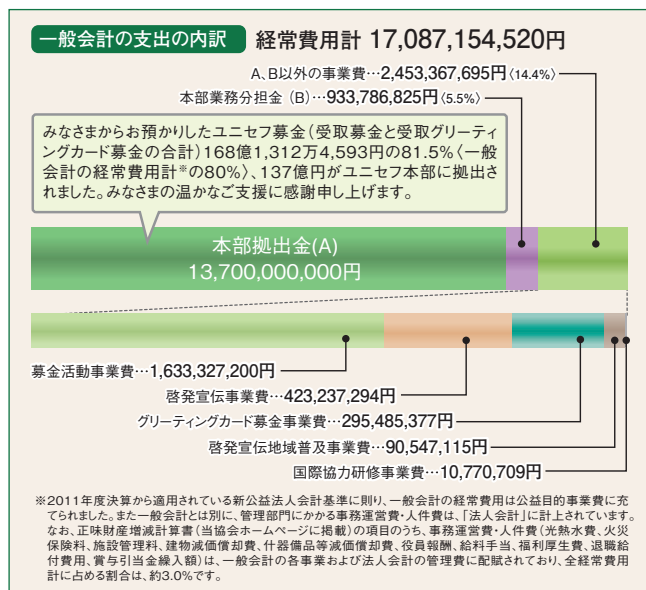 一般会計の支出の内訳 経常費用計 17,087,154,520円
A、B以外の事業費…2,453,367,695円〈14.4%〉
本部業務分担金(B)…933,786,825円〈5.5%〉
みなさまからお預かりしたユニセフ募金(受取募金と受取グリーティ
ングカード募金の合計)168億1,312万4,593円の81.5%〈一般
会計の経常費用計※の80%〉、137億円がユニセフ本部に拠出さ
れました。みなさまの温かなご支援に感謝申し上げます。
本部拠出金(A)
13,700,000,000円
募金活動事業費…1,633,327,200円
啓発宣伝事業費…423,237,294円
グリーティングカード募金事業費…295,485,377円
啓発宣伝地域普及事業費…90,547,115円
国際協力研修事業費…10,770,709円
※2011年度決算から適用されている新公益法人会計基準に則り、一般会計の経常費用は公益目的事業費に充
てられました。また一般会計とは別に、管理部門にかかる事務運営費・人件費は、「法人会計」に計上されています。
なお、正味財産増減計算書(当協会ホームページに掲載)の項目のうち、事務運営費・人件費(光熱水費、火災
保険料、施設管理料、建物減価償却費、什器備品等減価償却費、役員報酬、給料手当、福利厚生費、退職給
付費用、賞与引当金繰入額)は、一般会計の各事業および法人会計の管理費に配賦されており、全経常費用
計に占める割合は、約3.0%です。